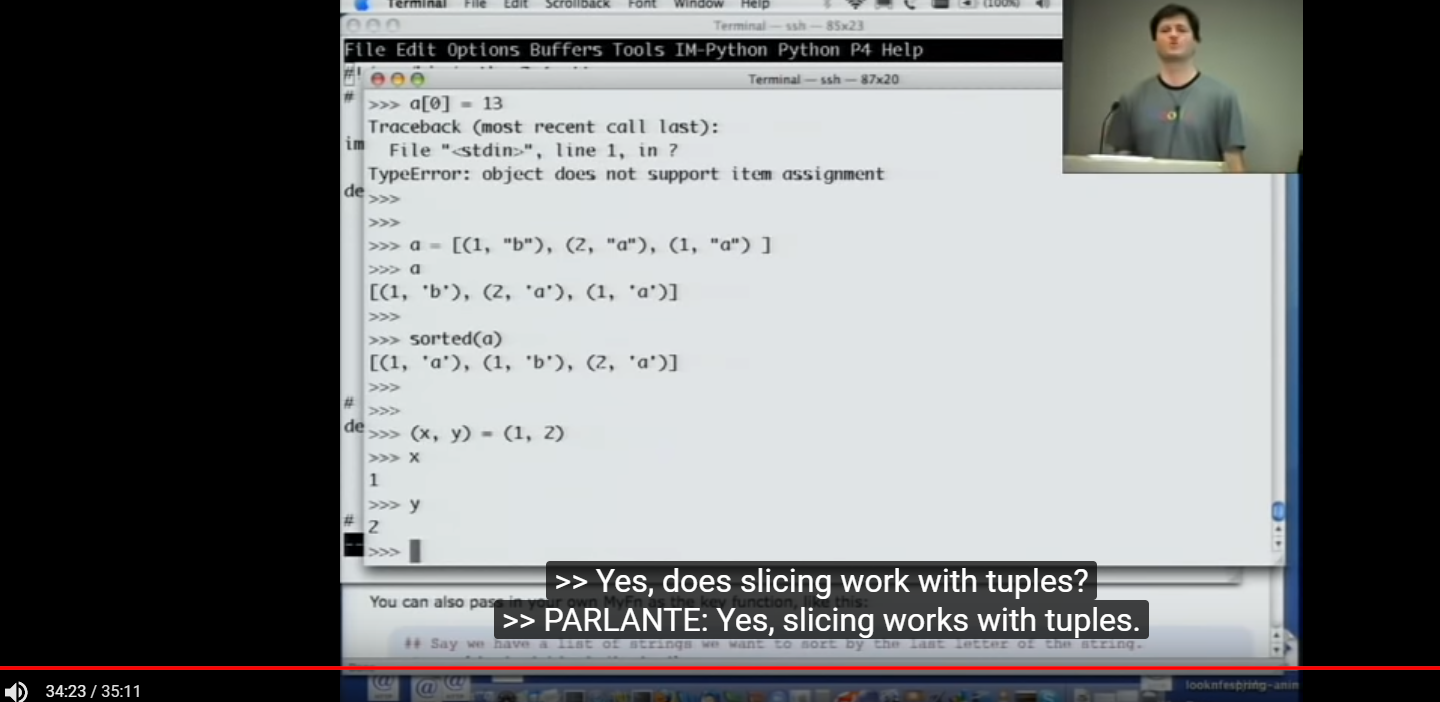 Terminal File Edit Scrollback Font Window Help (100%)
Terminal — ssh — 85x23
File Edit Options Buffers Tools IM-Python Python P4 Help
#!
Terminal — ssh — 87x20
#
>>> a[0] = 13
Traceback (most recent call last):
im
File "<stdin>", line 1, in ?
TypeError: object does not support item assignment
de
>>>
>>>
>>> a = [(1, "b"), (2, "a"), (1, "a") ]
>>> a
[(1, 'b'), (2, 'a'), (1, 'a')]
>>>
>>> sorted(a)
[(1, 'a'), (1, 'b'), (2, 'a')]
>>>
#
>>>
de
>>> (x, y) = (1, 2)
>>> x
1
>>> y
#
2
--
>>>
>> Yes, does slicing work with tuples?
You can also pass in your own MyFn as the key function, like this:
>> PARLANTE: Yes, slicing works with tuples.
## Say we have a list of strings we want to sort by the last letter of the string.
34:23 / 35:11